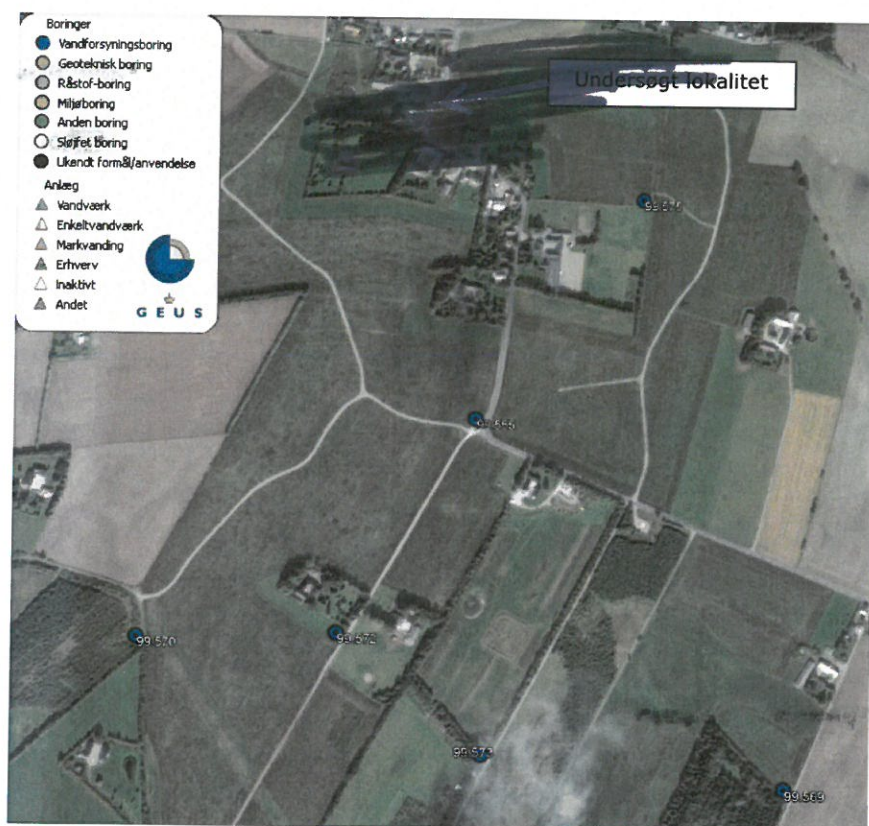 Boringer
Vandforsyningsboring
Geoteknisk boring
Råstof-boring
Miljøboring
Anden boring
Sløjfet boring
Ukendt formål/anvendelse
Anlæg
Vandværk
Enkeltvandværk
Markvanding
Erhverv
Inaktivt
Andet
GEUS
Undersøgt lokalitet
99.570
99.572
99.573
99.569